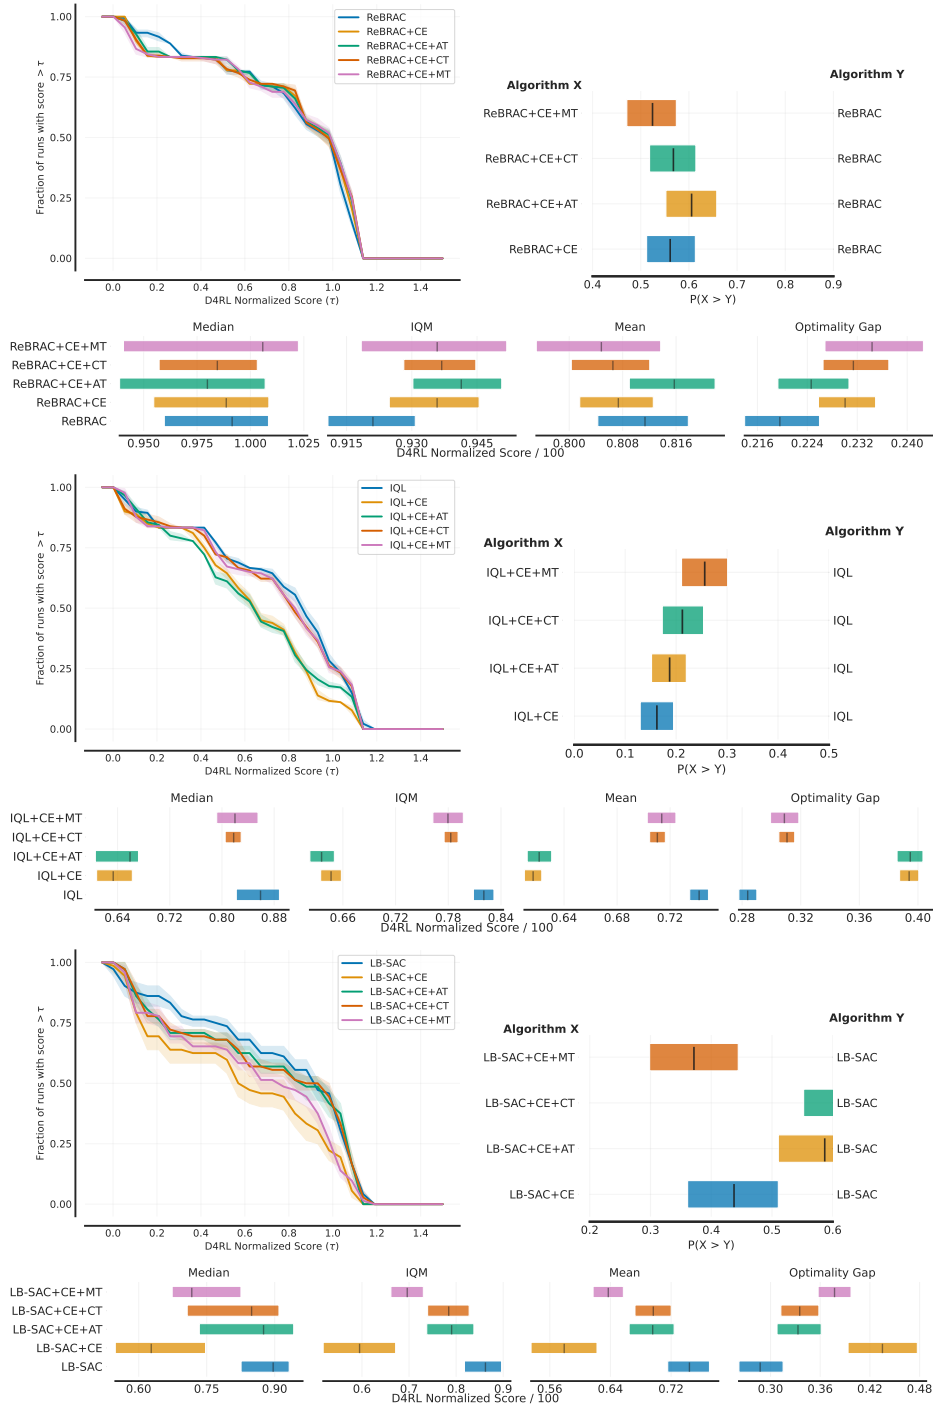 1.00
0.75
0.50
0.25
0.00
Fraction of runs with score > τ
0.0 0.2 0.4 0.6 0.8 1.0 1.2 1.4
D4RL Normalized Score (τ)
ReBRAC
ReBRAC+CE
ReBRAC+CE+AT
ReBRAC+CE+CT
ReBRAC+CE+MT
Algorithm X
Algorithm Y
ReBRAC+CE+MT ReBRAC
ReBRAC+CE+CT ReBRAC
ReBRAC+CE+AT ReBRAC
ReBRAC+CE ReBRAC
0.4 0.5 0.6 0.7 0.8 0.9
P(X > Y)
Median IQM Mean Optimality Gap
ReBRAC+CE+MT
ReBRAC+CE+CT
ReBRAC+CE+AT
ReBRAC+CE
ReBRAC
0.950 0.975 1.000 1.025 0.915 0.930 0.945 0.800 0.808 0.816 0.216 0.224 0.232 0.240
D4RL Normalized Score / 100
1.00
0.75
0.50
0.25
0.00
Fraction of runs with score > τ
0.0 0.2 0.4 0.6 0.8 1.0 1.2 1.4
D4RL Normalized Score (τ)
IQL
IQL+CE
IQL+CE+AT
IQL+CE+CT
IQL+CE+MT
Algorithm X
Algorithm Y
IQL+CE+MT IQL
IQL+CE+CT IQL
IQL+CE+AT IQL
IQL+CE IQL
0.0 0.1 0.2 0.3 0.4 0.5
P(X > Y)
Median IQM Mean Optimality Gap
IQL+CE+MT
IQL+CE+CT
IQL+CE+AT
IQL+CE
IQL
0.64 0.72 0.80 0.88 0.66 0.72 0.78 0.84 0.64 0.68 0.72 0.28 0.32 0.36 0.40
D4RL Normalized Score / 100
1.00
0.75
0.50
0.25
0.00
Fraction of runs with score > τ
0.0 0.2 0.4 0.6 0.8 1.0 1.2 1.4
D4RL Normalized Score (τ)
LB-SAC
LB-SAC+CE
LB-SAC+CE+AT
LB-SAC+CE+CT
LB-SAC+CE+MT
Algorithm X
Algorithm Y
LB-SAC+CE+MT LB-SAC
LB-SAC+CE+CT LB-SAC
LB-SAC+CE+AT LB-SAC
LB-SAC+CE LB-SAC
0.2 0.3 0.4 0.5 0.6
P(X > Y)
Median IQM Mean Optimality Gap
LB-SAC+CE+MT
LB-SAC+CE+CT
LB-SAC+CE+AT
LB-SAC+CE
LB-SAC
0.60 0.75 0.90 0.6 0.7 0.8 0.9 0.56 0.64 0.72 0.30 0.36 0.42 0.48
D4RL Normalized Score / 100